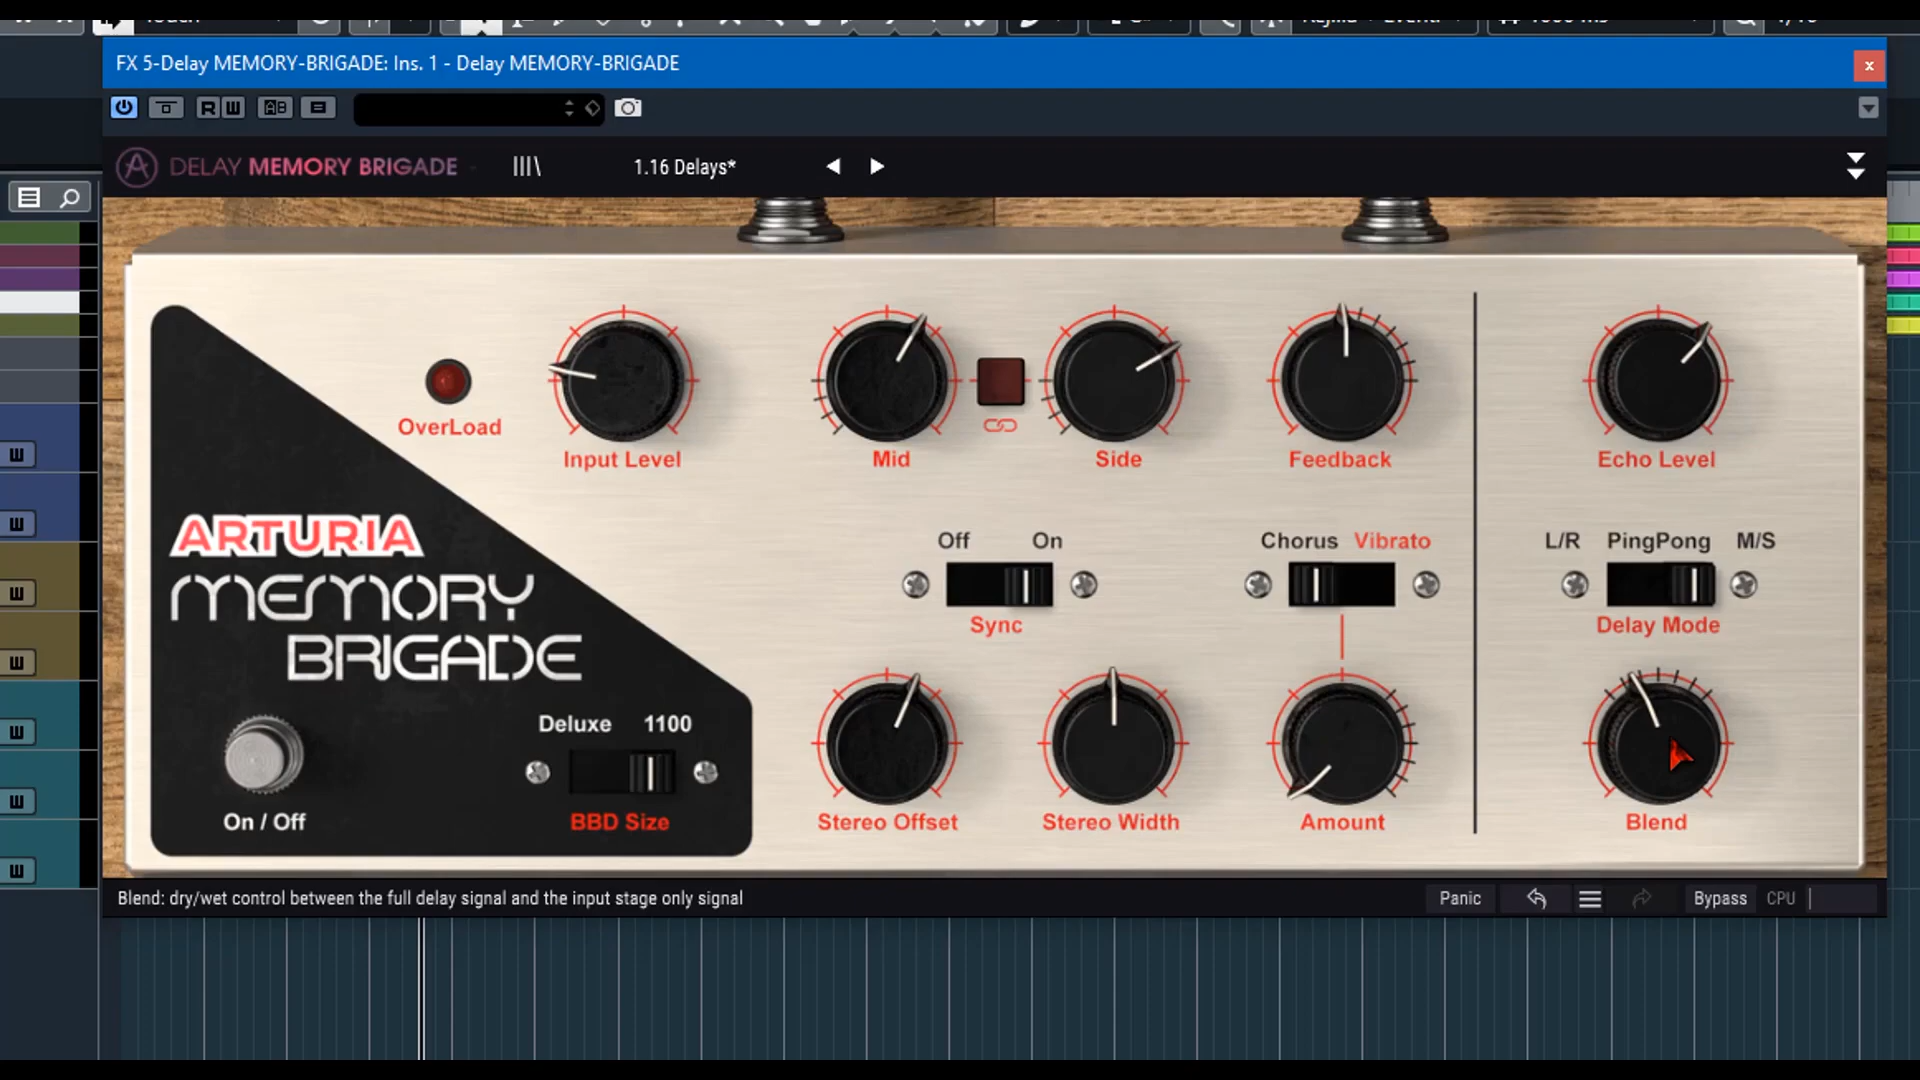 FX 5-Delay MEMORY-BRIGADE: Ins. 1 - Delay MEMORY-BRIGADE
x
R W
DELAY MEMORY BRIGADE
1.16 Delays*
OverLoad
Input Level
Mid
Side
Feedback
Echo Level
Off On
Chorus Vibrato
L/R PingPong M/S
ARTURIA
MEMORY
BRIGADE
Sync
Delay Mode
Deluxe 1100
On / Off
BBD Size
Stereo Offset
Stereo Width
Amount
Blend
Blend: dry/wet control between the full delay signal and the input stage only signal
Panic
Bypass
CPU